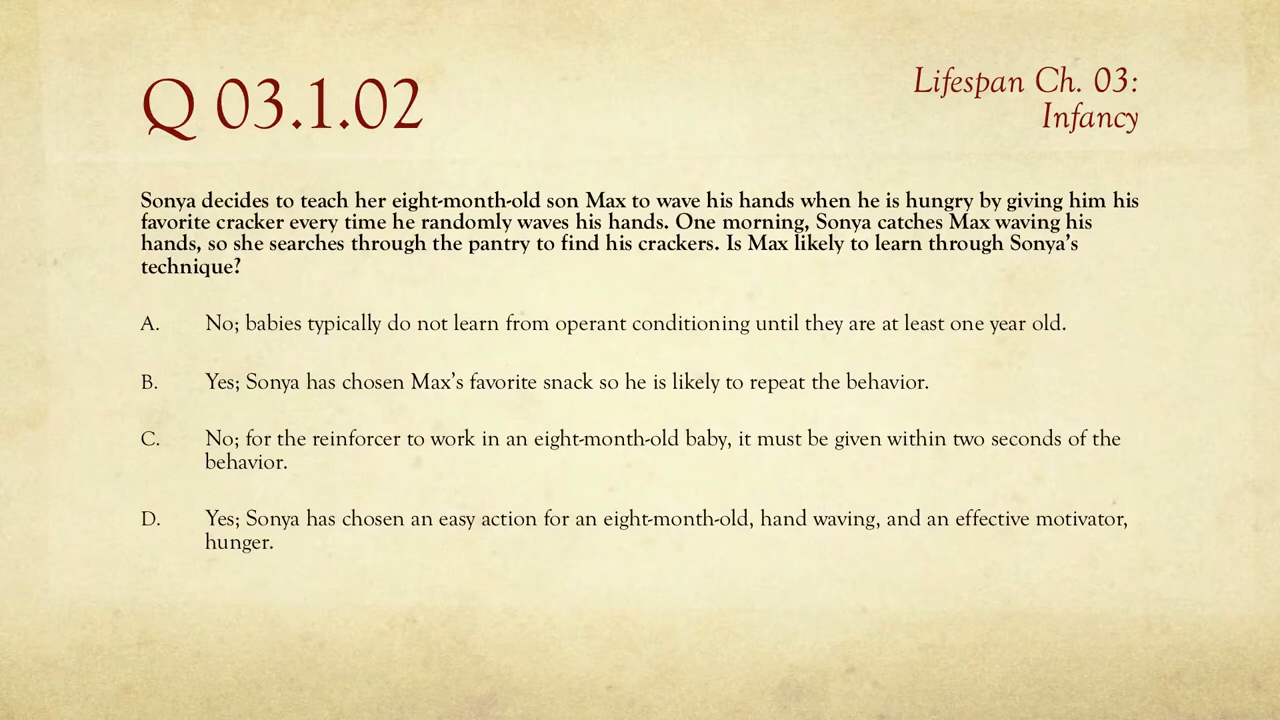 Q 03.1.02
Lifespan Ch. 03:
Infancy
Sonya decides to teach her eight-month-old son Max to wave his hands when he is hungry by giving him his
favorite cracker every time he randomly waves his hands. One morning, Sonya catches Max waving his
hands, so she searches through the pantry to find his crackers. Is Max likely to learn through Sonya's
technique?
A. No; babies typically do not learn from operant conditioning until they are at least one year old.
B. Yes; Sonya has chosen Max's favorite snack so he is likely to repeat the behavior.
C. No; for the reinforcer to work in an eight-month-old baby, it must be given within two seconds of the
behavior.
D. Yes; Sonya has chosen an easy action for an eight-month-old, hand waving, and an effective motivator,
hunger.